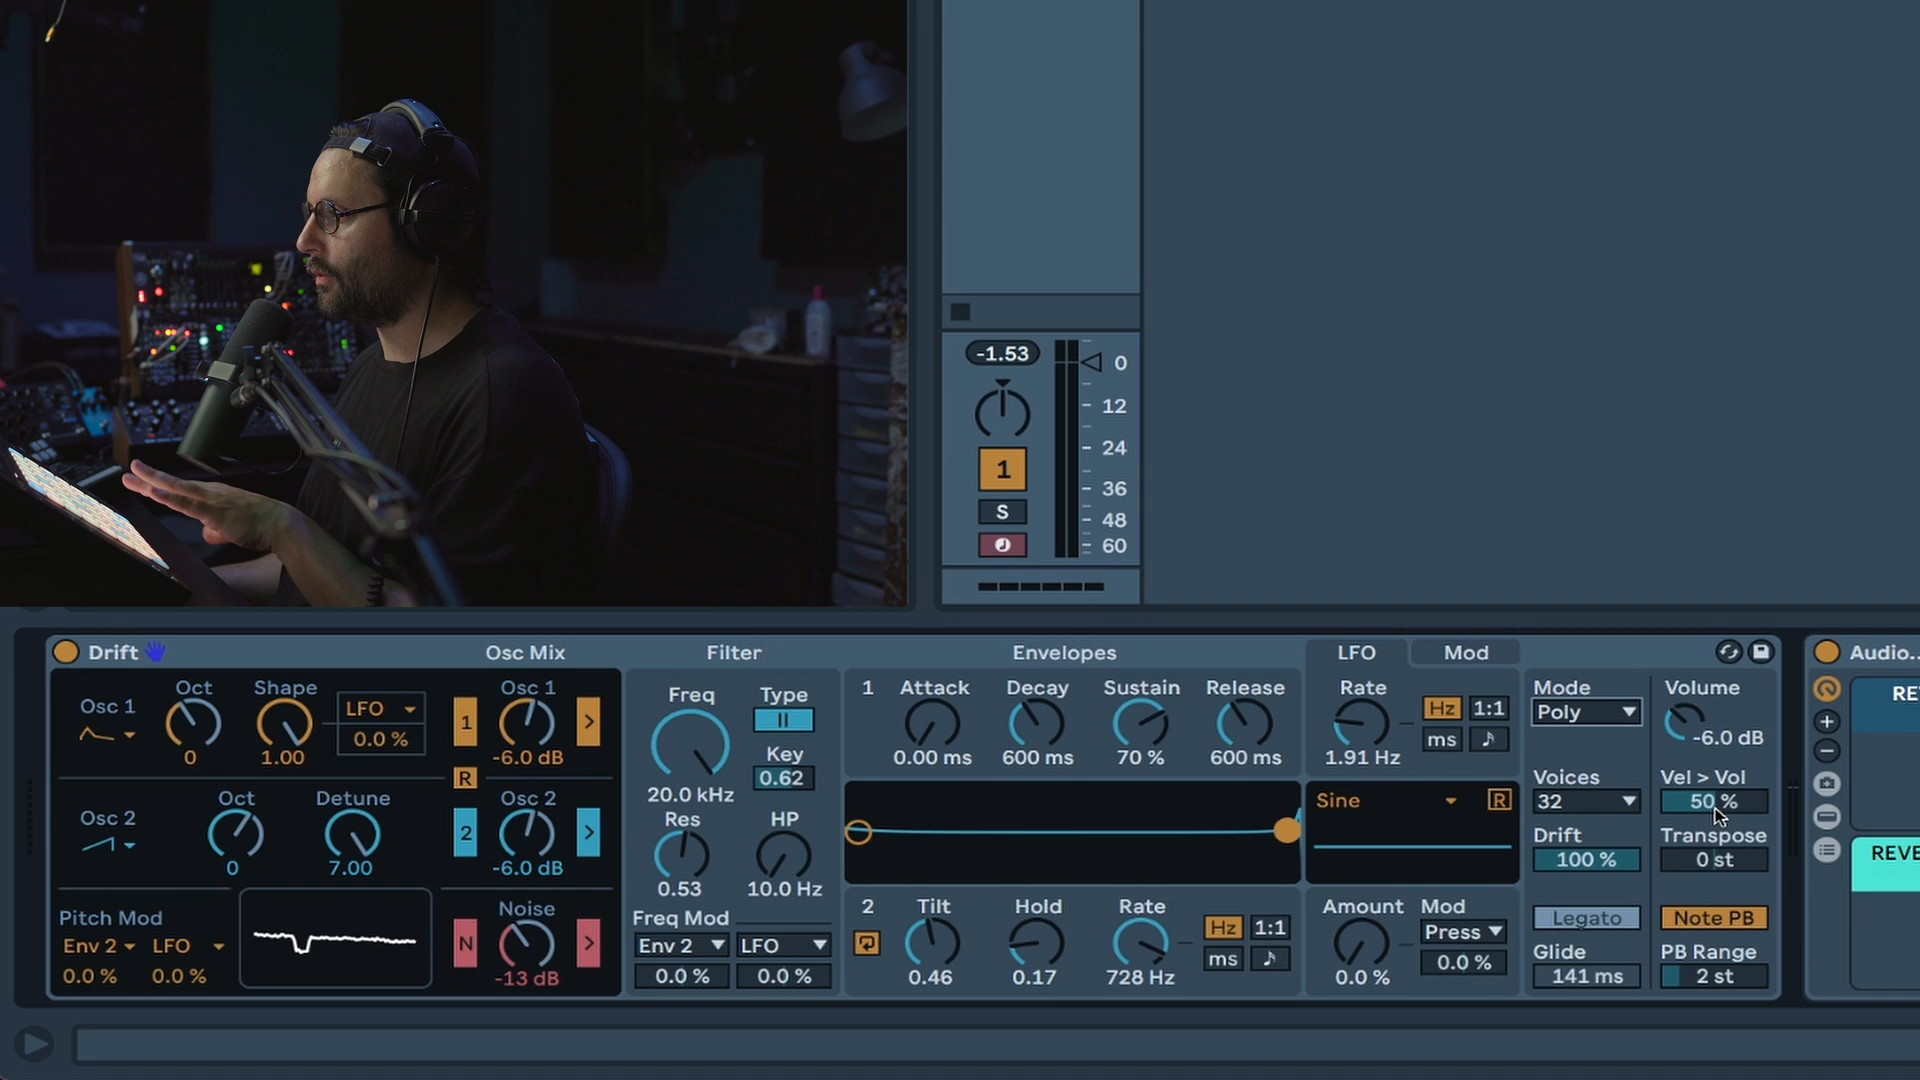 -1.53
0
12
1
24
36
S
48
60
Drift
Osc Mix
Filter
Envelopes
LFO
Mod
Audio...
Osc 1
Oct
0
Shape
1.00
LFO
0.0 %
1
Osc 1
-6.0 dB
R
Osc 2
Oct
0
Detune
7.00
2
Osc 2
-6.0 dB
Pitch Mod
Env 2
LFO
0.0 %
0.0 %
N
Noise
-13 dB
Freq
20.0 kHz
Type
II
Key
0.62
Res
0.53
HP
10.0 Hz
Freq Mod
Env 2
LFO
0.0 %
0.0 %
1
Attack
Decay
Sustain
Release
0.00 ms
600 ms
70 %
600 ms
2
Tilt
Hold
Rate
Hz
1:1
ms
0.46
0.17
728 Hz
Rate
1.91 Hz
Hz
1:1
ms
Sine
R
Amount
0.0 %
Mod
Press
0.0 %
Mode
Poly
Voices
32
Drift
100 %
Legato
Glide
141 ms
Volume
-6.0 dB
Vel > Vol
50 %
Transpose
0 st
Note PB
PB Range
2 st